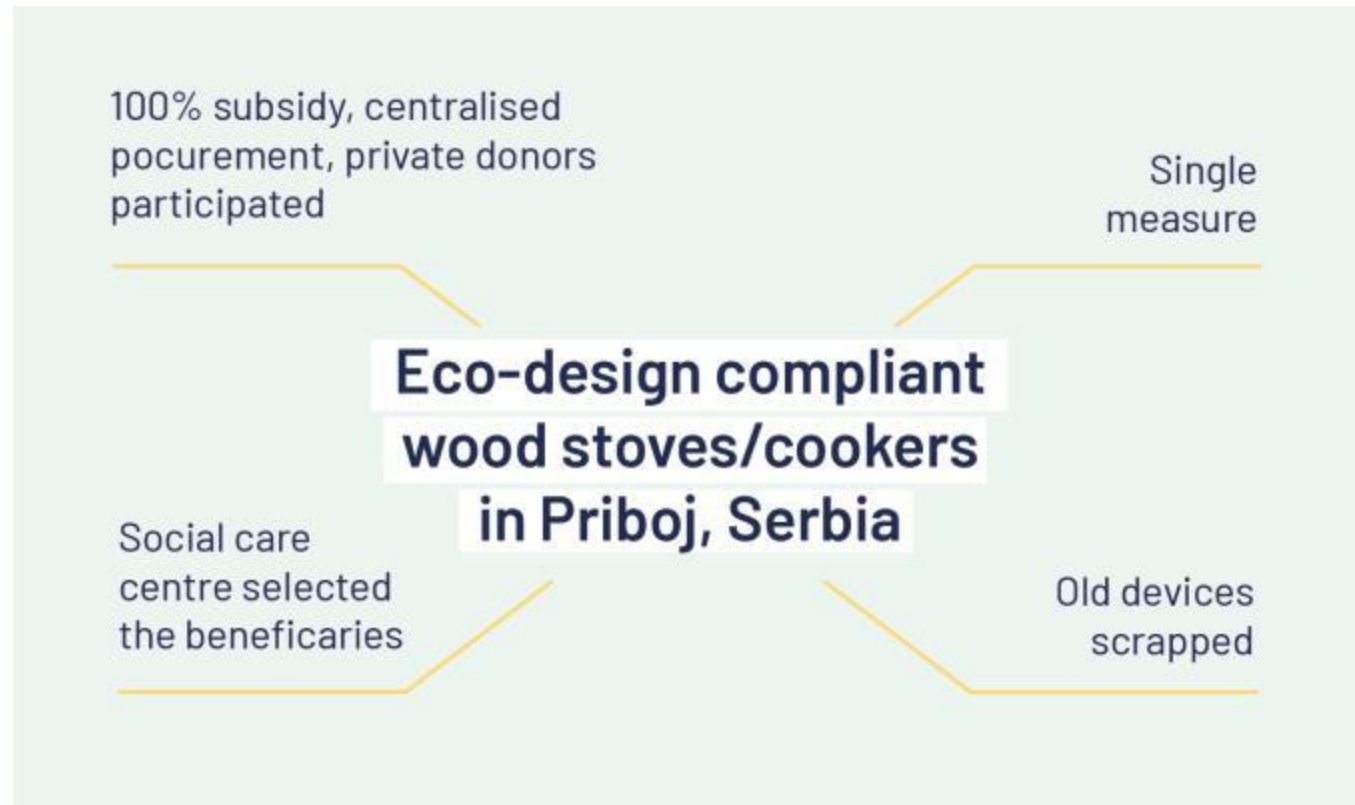 100% subsidy, centralised
pocurement, private donors
participated
Single
measure
Eco-design compliant
wood stoves/cookers
in Priboj, Serbia
Social care
centre selected
the beneficaries
Old devices
scrapped